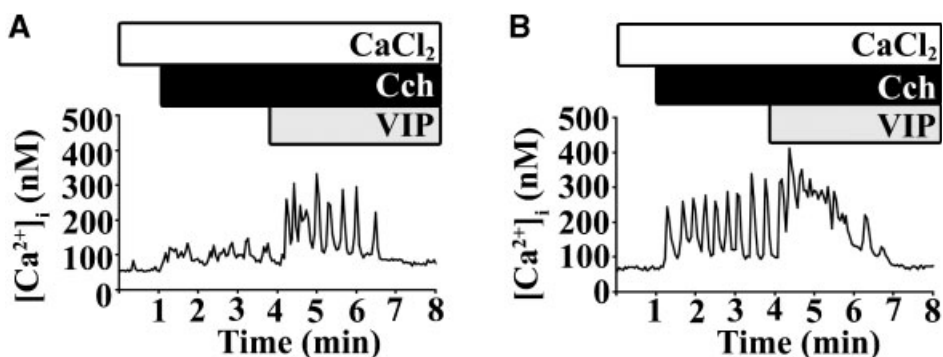 A
CaCl₂
Cch
VIP
500
400
300
200
100
0
[Ca²⁺]ᵢ (nM)
1 2 3 4 5 6 7 8
Time (min)
B
CaCl₂
Cch
VIP
500
400
300
200
100
0
[Ca²⁺]ᵢ (nM)
1 2 3 4 5 6 7 8
Time (min)